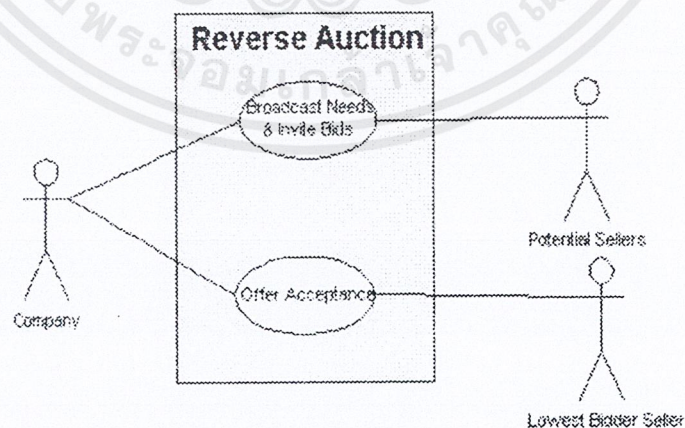 Reverse Auction
Broadcast Needs
& Invite Bids
Potential Sellers
Offer Acceptance
Company
Lowest Bidder Seller